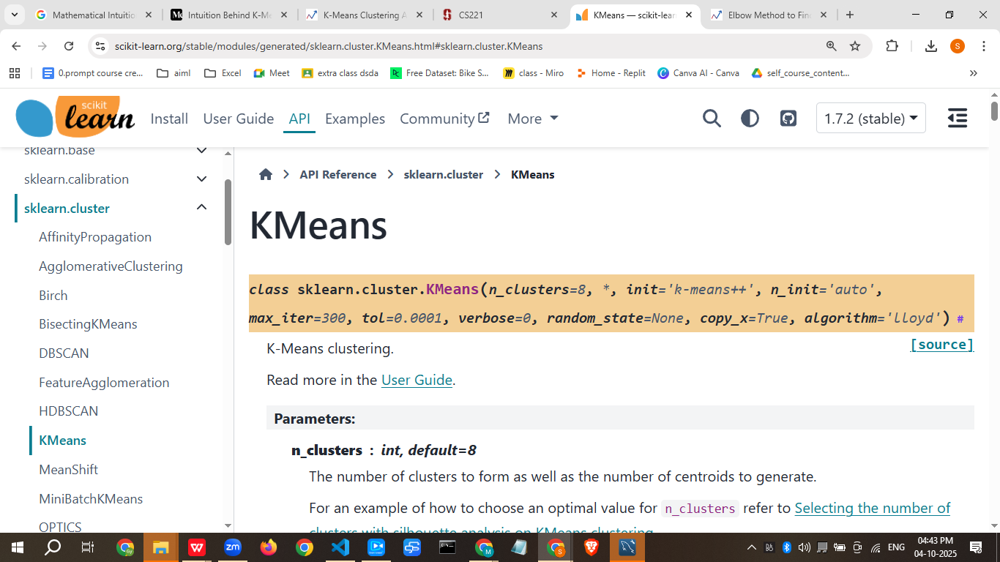 Mathematical Intuitio
Intuition Behind K-Me
K-Means Clustering A
CS221
KMeans — scikit-lear
Elbow Method to Fin
scikit-learn.org/stable/modules/generated/sklearn.cluster.KMeans.html#sklearn.cluster.KMeans
S
0.prompt course cre...
aiml
Excel
Meet
extra class dsda
Free Dataset: Bike S...
class - Miro
Home - Replit
Canva AI - Canva
self_course_content...
scikit
learn
Install
User Guide
API
Examples
Community
More
1.7.2 (stable)
sklearn.base
sklearn.calibration
sklearn.cluster
AffinityPropagation
AgglomerativeClustering
Birch
BisectingKMeans
DBSCAN
FeatureAgglomeration
HDBSCAN
KMeans
MeanShift
MiniBatchKMeans
OPTICS
API Reference > sklearn.cluster > KMeans
KMeans
class sklearn.cluster.KMeans(n_clusters=8, *, init='k-means++', n_init='auto',
max_iter=300, tol=0.0001, verbose=0, random_state=None, copy_x=True, algorithm='lloyd') #
[source]
K-Means clustering.
Read more in the User Guide.
Parameters:
n_clusters : int, default=8
The number of clusters to form as well as the number of centroids to generate.
For an example of how to choose an optimal value for n_clusters refer to Selecting the number of
clusters with silhouette analysis on KMeans clustering
ENG
04:43 PM
04-10-2025